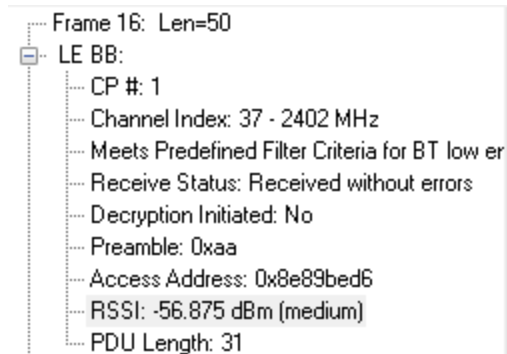 Frame 16: Len=50
LE BB:
CP #: 1
Channel Index: 37 - 2402 MHz
Meets Predefined Filter Criteria for BT low er
Receive Status: Received without errors
Decryption Initiated: No
Preamble: 0xaa
Access Address: 0x8e89bed6
RSSI: -56.875 dBm (medium)
PDU Length: 31